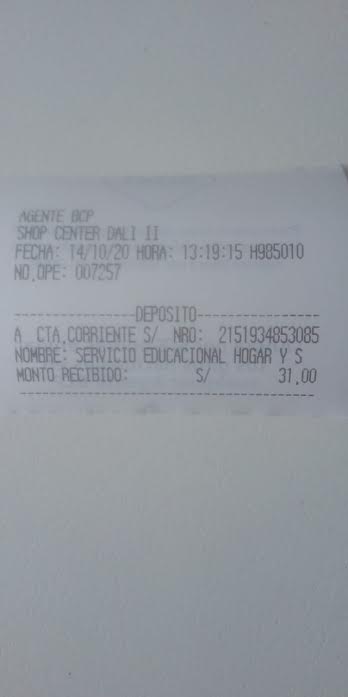 AGENTE BCP
SHOP CENTER DALI II
FECHA: 14/10/20 HORA: 13:19:15 H985010
NO.OPE: 007257
----------------DEPOSITO----------------
A CTA.CORRIENTE S/ NRO: 2151934853085
NOMBRE: SERVICIO EDUCACIONAL HOGAR Y S
MONTO RECIBIDO: S/ 31.00
----------------------------------------